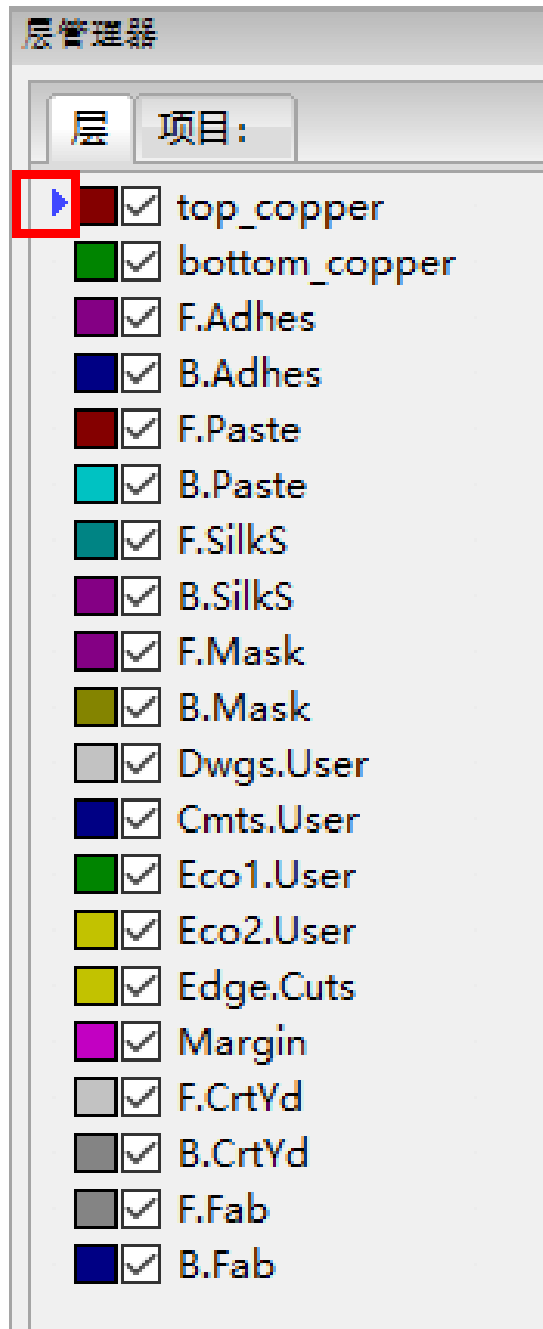 层管理器
层 项目：
top_copper
bottom_copper
F.Adhes
B.Adhes
F.Paste
B.Paste
F.SilkS
B.SilkS
F.Mask
B.Mask
Dwgs.User
Cmts.User
Eco1.User
Eco2.User
Edge.Cuts
Margin
F.CrtYd
B.CrtYd
F.Fab
B.Fab